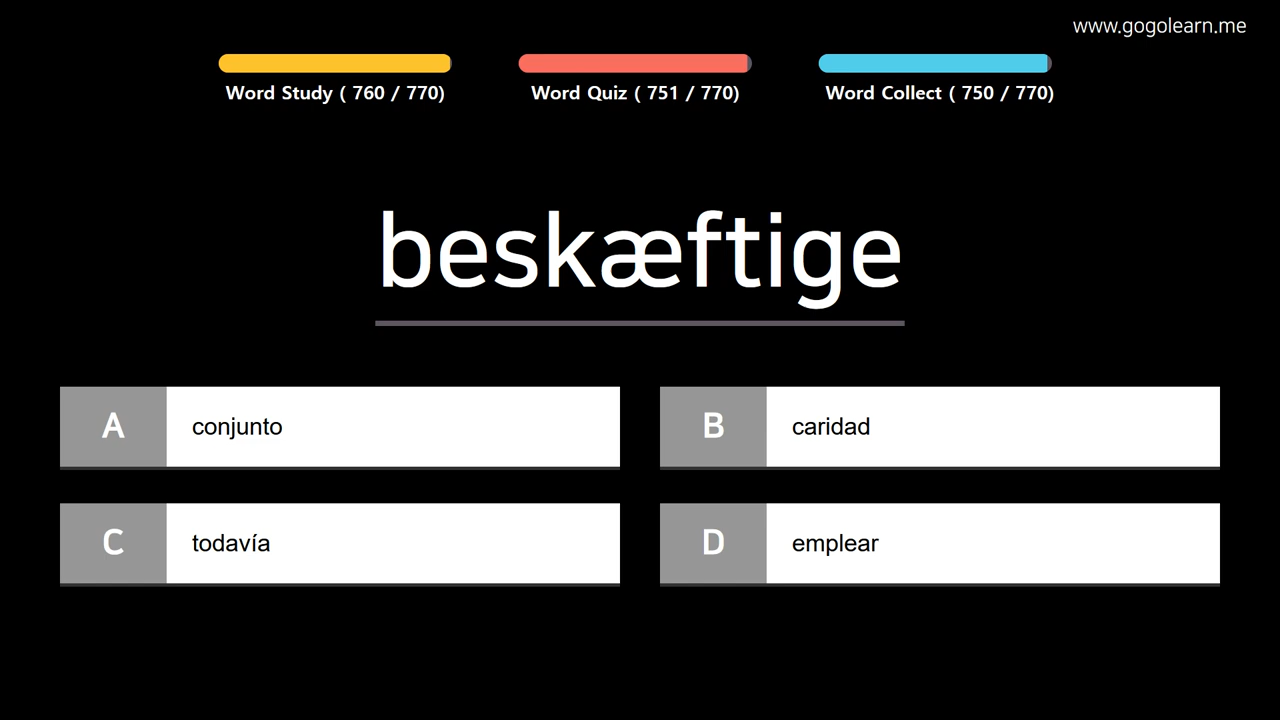 www.gogolearn.me
Word Study ( 760 / 770)
Word Quiz ( 751 / 770)
Word Collect ( 750 / 770)
beskæftige
A conjunto
B caridad
C todavía
D emplear